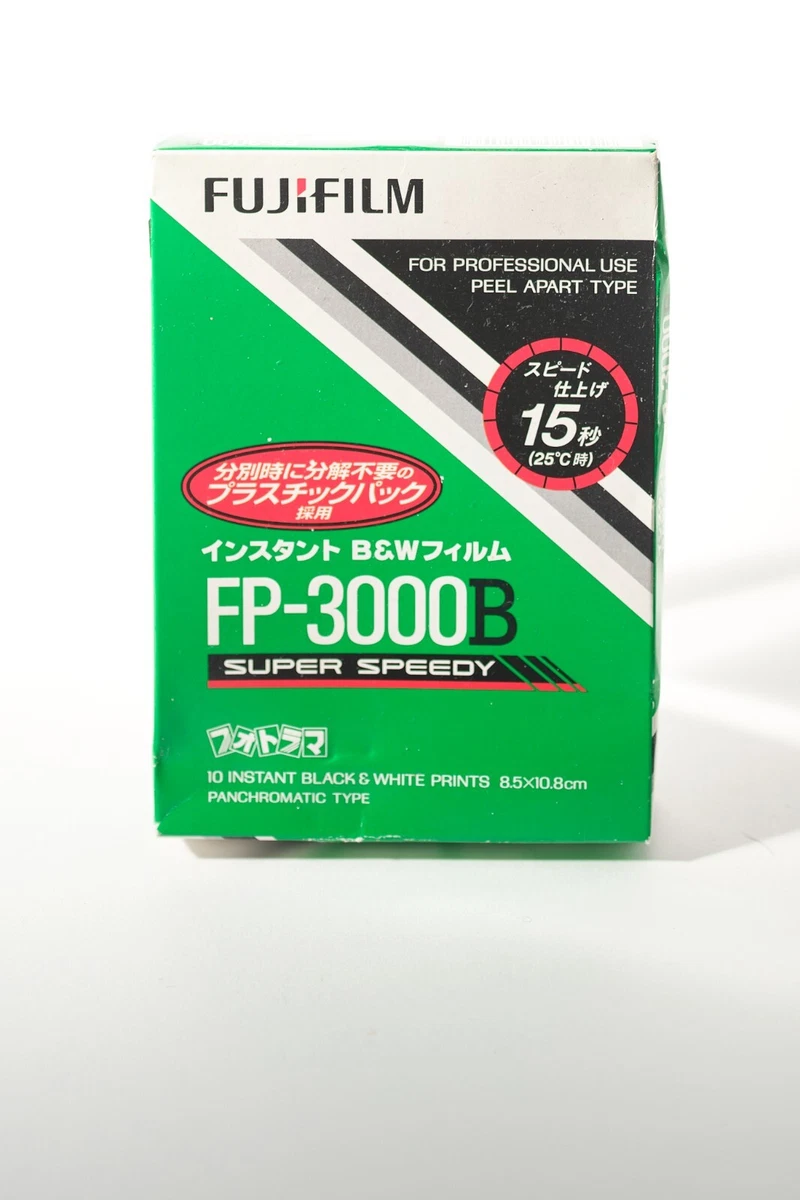 FUJIFILM
FOR PROFESSIONAL USE
PEEL APART TYPE
スピード
仕上げ
15秒
(25℃時)
分別時に分解不要の
プラスチックパック
採用
インスタント B&Wフィルム
FP-3000B
SUPER SPEEDY
フォトラマ
10 INSTANT BLACK & WHITE PRINTS 8.5×10.8cm
PANCHROMATIC TYPE